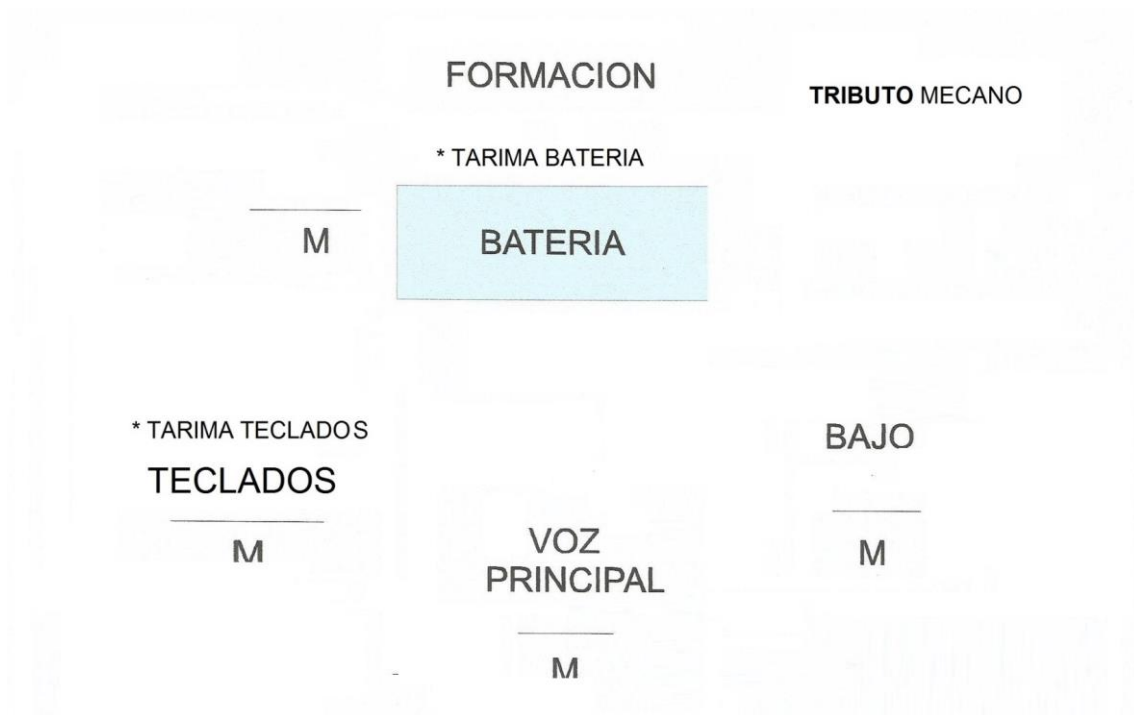 FORMACION
TRIBUTO MECANO
* TARIMA BATERIA
M
BATERIA
* TARIMA TECLADOS
TECLADOS
M
BAJO
M
VOZ
PRINCIPAL
M